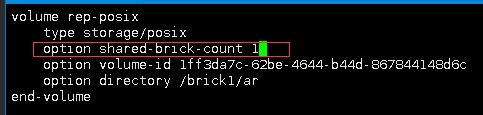 volume rep-posix
type storage/posix
option shared-brick-count 1
option volume-id 1ff3da7c-62be-4644-b44d-867844148d6c
option directory /brick1/ar
end-volume